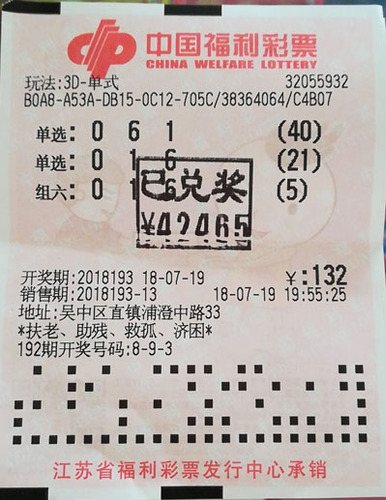 中国福利彩票
CHINA WELFARE LOTTERY
玩法:3D-单式 32055932
B0A8-A53A-DB15-0C12-705C/38364064/C4B07
单选: 0 6 1 (40)
单选: 0 1 6 (21)
组六: 0 1 6 (5)
已兑奖
¥42465
开奖期:2018193 18-07-19 ¥:132
销售期:2018193-13 18-07-19 19:55:25
地址:吴中区直镇浦澄中路33
*扶老、助残、救孤、济困*
192期开奖号码:8-9-3
江苏省福利彩票发行中心承销